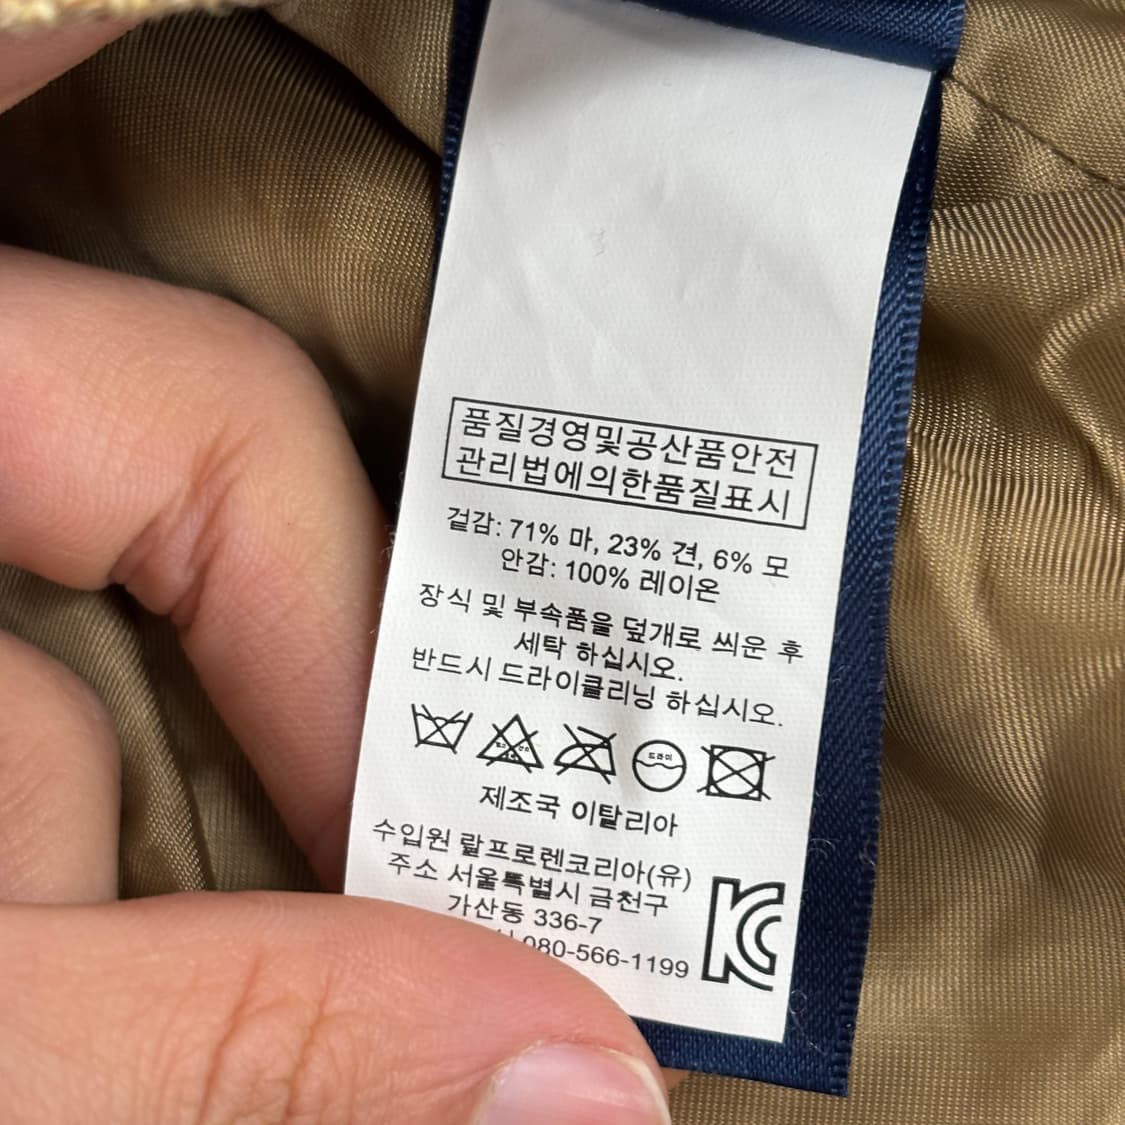 품질경영및공산품안전
관리법에의한품질표시
겉감: 71% 마, 23% 견, 6% 모
안감: 100% 레이온
장식 및 부속품을 덮개로 씌운 후
세탁 하십시오.
반드시 드라이클리닝 하십시오.
드라이
제조국 이탈리아
수입원 랄프로렌코리아(유)
주소 서울특별시 금천구
가산동 336-7
080-566-1199
KC